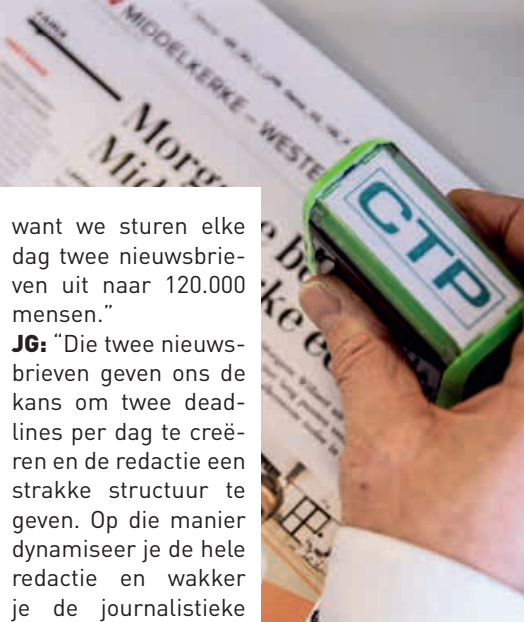 MIDDELKERKE – WESTE
Morg
Mid
CTP
want we sturen elke
dag twee nieuwsbrie-
ven uit naar 120.000
mensen.”
JG: “Die twee nieuws-
brieven geven ons de
kans om twee dead-
lines per dag te creë-
ren en de redactie een
strakke structuur te
geven. Op die manier
dynamiseer je de hele
redactie en wakker
je de journalistieke